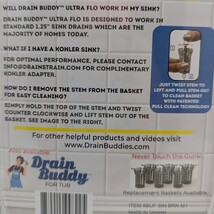 WILL DRAIN BUDDY™ ULTRA FLO WORK IN MY SINK?
DRAIN BUDDY™ ULTRA FLO IS DESIGNED TO WORK IN
STANDARD 1.25" SINK DRAINS WHICH ARE THE
MAJORITY OF HOMES TODAY.
WHAT IF I HAVE A KOHLER SINK?
FOR OPTIMAL PERFORMANCE, PLEASE CONTACT
INFO@DRAINSTRAIN.COM FOR COMPLIMENTARY
KOHLER ADAPTER.
HOW DO I REMOVE THE STEM FROM THE BASKET
FOR EASY CLEANING?
SIMPLY HOLD THE TOP OF THE STEM AND TWIST
COUNTER CLOCKWISE AND LIFT STEM OUT OF
BASKET. SEE IMAGE TO THE RIGHT.
JUST TWIST STEM TO
LEFT AND PULL STEM OUT
TO CLEAN BASKET
WITH PATENTED
PULL CLEAN TECHNOLOGY
For other helpful products and videos visit
www.DrainBuddies.com
Also available:
Drain
Buddy
FOR TUB
Never Touch the Gunk!
Replacement Baskets Available